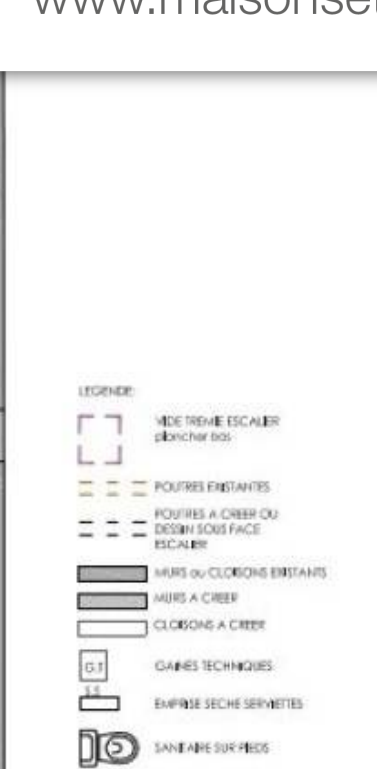 www.maisonset
LEGENDE:
VIDE TREMIE ESCALIER
plancher bas
POUTRES EXISTANTES
POUTRES A CREER OU
DESSIN SOUS FACE
ESCALIER
MURS ou CLOISONS EXISTANTS
MURS A CREER
CLOISONS A CREER
G.T
GAINES TECHNIQUES
S.S
EMPRISE SECHE SERVIETTES
SANITAIRE SUR PIEDS